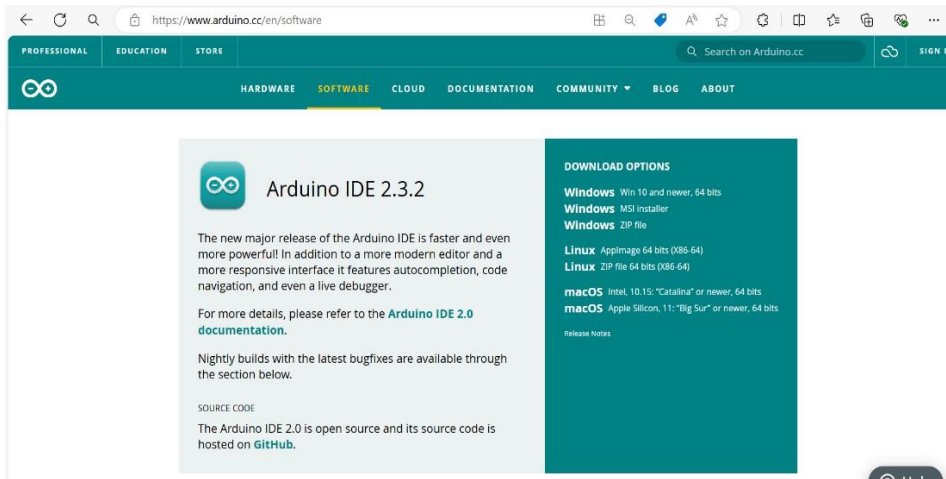 https://www.arduino.cc/en/software
PROFESSIONAL EDUCATION STORE
Search on Arduino.cc
SIGN
HARDWARE SOFTWARE CLOUD DOCUMENTATION COMMUNITY BLOG ABOUT
Arduino IDE 2.3.2
The new major release of the Arduino IDE is faster and even
more powerful! In addition to a more modern editor and a
more responsive interface it features autocompletion, code
navigation, and even a live debugger.
For more details, please refer to the Arduino IDE 2.0
documentation.
Nightly builds with the latest bugfixes are available through
the section below.
SOURCE CODE
The Arduino IDE 2.0 is open source and its source code is
hosted on GitHub.
DOWNLOAD OPTIONS
Windows Win 10 and newer, 64 bits
Windows MSI installer
Windows ZIP file
Linux AppImage 64 bits (X86-64)
Linux ZIP file 64 bits (X86-64)
macOS Intel, 10.15: "Catalina" or newer, 64 bits
macOS Apple Silicon, 11: "Big Sur" or newer, 64 bits
Release Notes